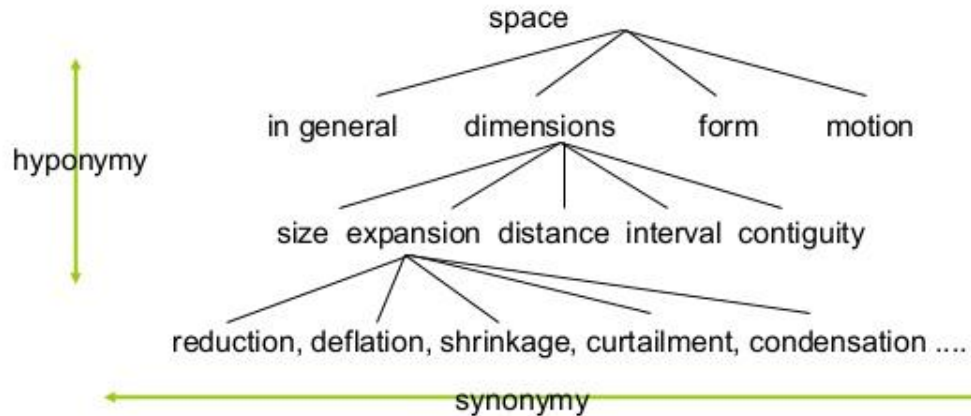 space
in general dimensions form motion
hyponymy
size expansion distance interval contiguity
reduction, deflation, shrinkage, curtailment, condensation ....
synonymy